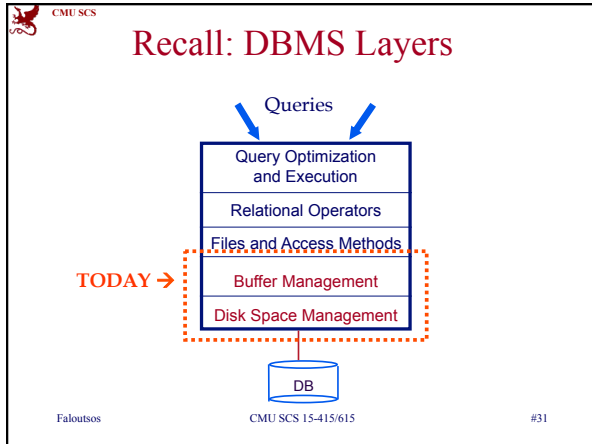 CMU SCS
Recall: DBMS Layers
Queries
Query Optimization
and Execution
Relational Operators
Files and Access Methods
TODAY →
Buffer Management
Disk Space Management
DB
Faloutsos
CMU SCS 15-415/615
#31